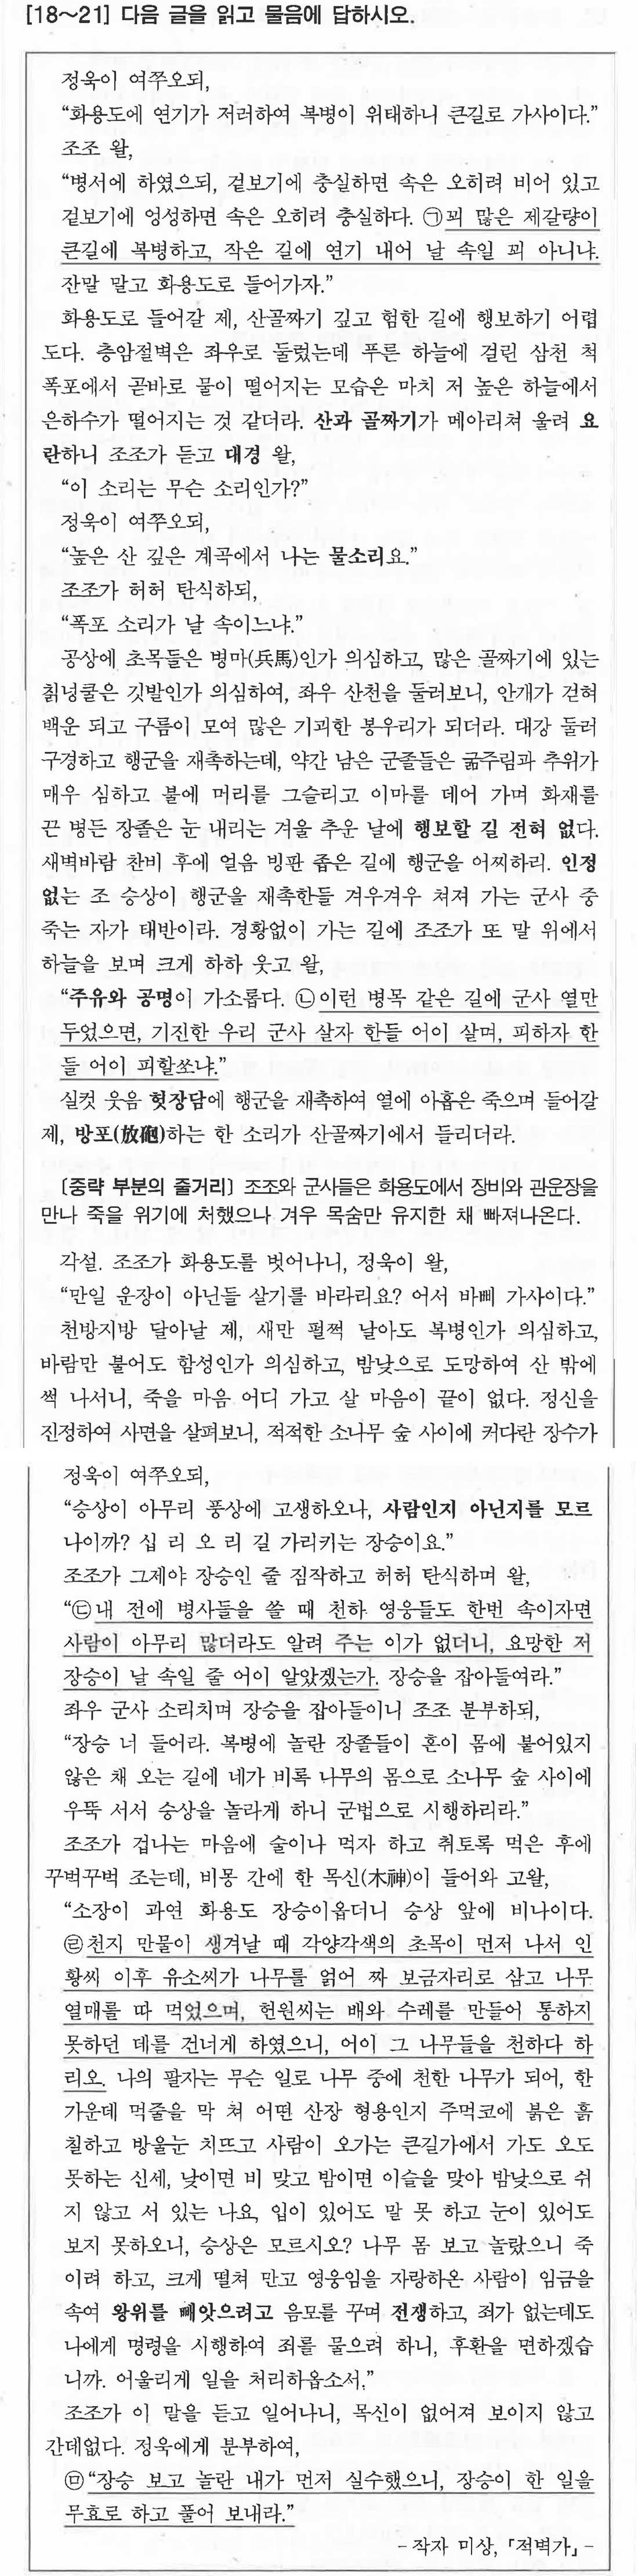 [18～21] 다음 글을 읽고 물음에 답하시오.
정욱이 여쭈오되,
“화용도에 연기가 저러하여 복병이 위태하니 큰길로 가사이다.”
조조 왈,
“병서에 하였으되, 겉보기에 충실하면 속은 오히려 비어 있고
겉보기에 엉성하면 속은 오히려 충실하다. ㉠꾀 많은 제갈량이
큰길에 복병하고, 작은 길에 연기 내어 날 속일 꾀 아니냐.
잔말 말고 화용도로 들어가자.”
화용도로 들어갈 제, 산골짜기 깊고 험한 길에 행보하기 어렵
도다. 층암절벽은 좌우로 둘렀는데 푸른 하늘에 걸린 삼천 척
폭포에서 곧바로 물이 떨어지는 모습은 마치 저 높은 하늘에서
은하수가 떨어지는 것 같더라. 산과 골짜기가 메아리쳐 울려 요
란하니 조조가 듣고 대경 왈,
“이 소리는 무슨 소리인가?”
정욱이 여쭈오되,
“높은 산 깊은 계곡에서 나는 물소리요.”
조조가 허허 탄식하되,
“폭포 소리가 날 속이느냐.”
공상에 초목들은 병마(兵馬)인가 의심하고, 많은 골짜기에 있는
칡넝쿨은 깃발인가 의심하여, 좌우 산천을 둘러보니, 안개가 걷혀
백운 되고 구름이 모여 많은 기괴한 봉우리가 되더라. 대강 둘러
구경하고 행군을 재촉하는데, 약간 남은 군졸들은 굶주림과 추위가
매우 심하고 불에 머리를 그슬리고 이마를 데어 가며 화재를
끈 병든 장졸은 눈 내리는 겨울 추운 날에 행보할 길 전혀 없다.
새벽바람 찬비 후에 얼음 빙판 좁은 길에 행군을 어찌하리. 인정
없는 조 승상이 행군을 재촉한들 겨우겨우 쳐져 가는 군사 중
죽는 자가 태반이라. 경황없이 가는 길에 조조가 또 말 위에서
하늘을 보며 크게 하하 웃고 왈,
“주유와 공명이 가소롭다. ㉡이런 병목 같은 길에 군사 열만
두었으면, 기진한 우리 군사 살자 한들 어이 살며, 피하자 한
들 어이 피할쏘냐.”
실컷 웃음 헛장담에 행군을 재촉하여 열에 아홉은 죽으며 들어갈
제, 방포(放砲)하는 한 소리가 산골짜기에서 들리더라.
〔중략 부분의 줄거리〕 조조와 군사들은 화용도에서 장비와 관운장을
만나 죽을 위기에 처했으나 겨우 목숨만 유지한 채 빠져나온다.
각설. 조조가 화용도를 벗어나니, 정욱이 왈,
“만일 운장이 아닌들 살기를 바라리요? 어서 바삐 가사이다.”
천방지방 달아날 제, 새만 펄쩍 날아도 복병인가 의심하고,
바람만 불어도 함성인가 의심하고, 밤낮으로 도망하여 산 밖에
썩 나서니, 죽을 마음 어디 가고 살 마음이 끝이 없다. 정신을
진정하여 사면을 살펴보니, 적적한 소나무 숲 사이에 커다란 장수가
정욱이 여쭈오되,
“승상이 아무리 풍상에 고생하오나, 사람인지 아닌지를 모르
나이까? 십 리 오 리 길 가리키는 장승이요.”
조조가 그제야 장승인 줄 짐작하고 허허 탄식하며 왈,
“㉢내 전에 병사들을 쓸 때 천하 영웅들도 한번 속이자면
사람이 아무리 많더라도 알려 주는 이가 없더니, 요망한 저
장승이 날 속일 줄 어이 알았겠는가. 장승을 잡아들여라.”
좌우 군사 소리치며 장승을 잡아들이니 조조 분부하되,
“장승 너 들어라. 복병에 놀란 장졸들이 혼이 몸에 붙어있지
않은 채 오는 길에 네가 비록 나무의 몸으로 소나무 숲 사이에
우뚝 서서 승상을 놀라게 하니 군법으로 시행하리라.”
조조가 겁나는 마음에 술이나 먹자 하고 취토록 먹은 후에
꾸벅꾸벅 조는데, 비몽 간에 한 목신(木神)이 들어와 고왈,
“소장이 과연 화용도 장승이옵더니 승상 앞에 비나이다.
㉣천지 만물이 생겨날 때 각양각색의 초목이 먼저 나서 인
황씨 이후 유소씨가 나무를 얽어 짜 보금자리로 삼고 나무
열매를 따 먹었으며, 헌원씨는 배와 수레를 만들어 통하지
못하던 데를 건너게 하였으니, 어이 그 나무들을 천하다 하
리오. 나의 팔자는 무슨 일로 나무 중에 천한 나무가 되어, 한
가운데 먹줄을 막 쳐 어떤 산장 형용인지 주먹코에 붉은 흙
칠하고 방울눈 치뜨고 사람이 오가는 큰길가에서 가도 오도
못하는 신세, 낮이면 비 맞고 밤이면 이슬을 맞아 밤낮으로 쉬
지 않고 서 있는 나요, 입이 있어도 말 못 하고 눈이 있어도
보지 못하오니, 승상은 모르시오? 나무 몸 보고 놀랐으니 죽
이려 하고, 크게 떨쳐 만고 영웅임을 자랑하온 사람이 임금을
속여 왕위를 빼앗으려고 음모를 꾸며 전쟁하고, 죄가 없는데도
나에게 명령을 시행하여 죄를 물으려 하니, 후환을 면하겠습
니까. 어울리게 일을 처리하옵소서.”
조조가 이 말을 듣고 일어나니, 목신이 없어져 보이지 않고
간데없다. 정욱에게 분부하여,
㉤“장승 보고 놀란 내가 먼저 실수했으니, 장승이 한 일을
무효로 하고 풀어 보내라.”
- 작자 미상, 「적벽가」 -